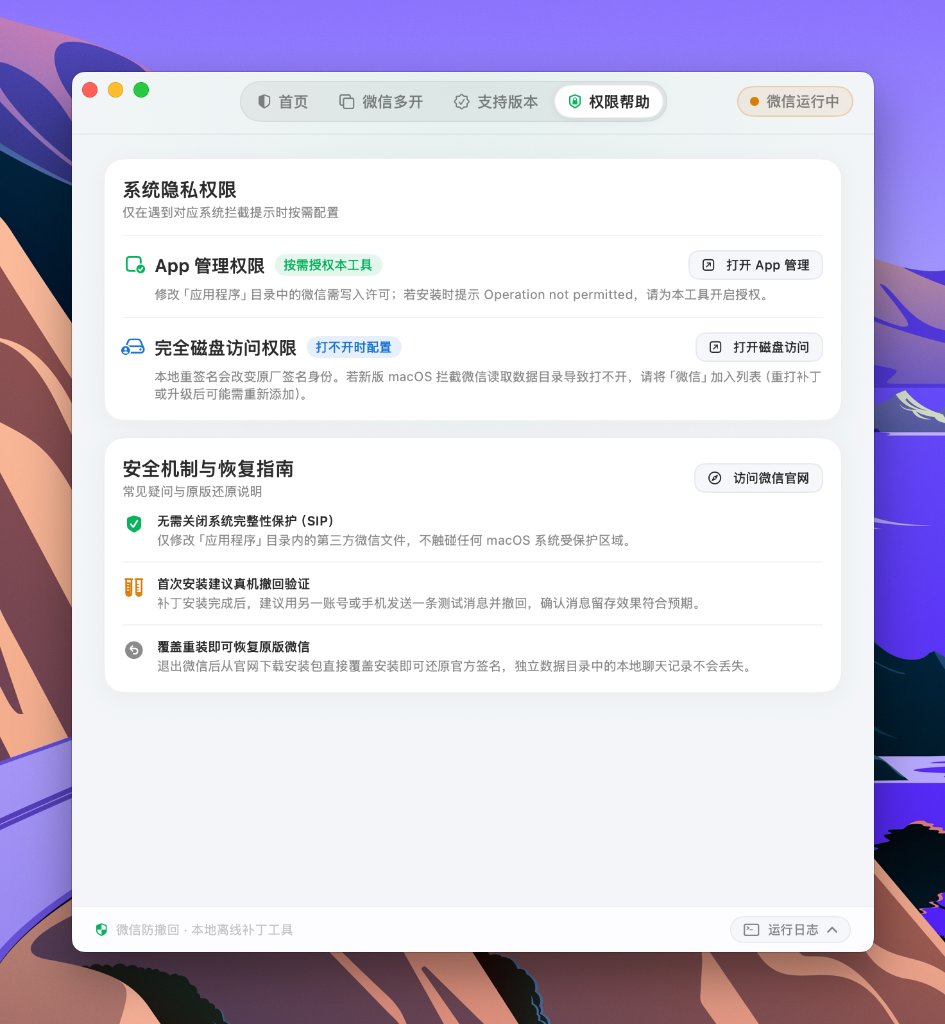 首页
微信多开
支持版本
权限帮助
微信运行中
系统隐私权限
仅在遇到对应系统拦截提示时按需配置
App 管理权限
按需授权本工具
打开 App 管理
修改「应用程序」目录中的微信需写入许可；若安装时提示 Operation not permitted，请为本工具开启授权。
完全磁盘访问权限
打不开时配置
打开磁盘访问
本地重签名会改变原厂签名身份。若新版 macOS 拦截微信读取数据目录导致打不开，请将「微信」加入列表（重打补丁
或升级后可能需重新添加）。
安全机制与恢复指南
常见疑问与原版还原说明
访问微信官网
无需关闭系统完整性保护（SIP）
仅修改「应用程序」目录内的第三方微信文件，不触碰任何 macOS 系统受保护区域。
首次安装建议真机撤回验证
补丁安装完成后，建议用另一账号或手机发送一条测试消息并撤回，确认消息留存效果符合预期。
覆盖重装即可恢复原版微信
退出微信后从官网下载安装包直接覆盖安装即可还原官方签名，独立数据目录中的本地聊天记录不会丢失。
微信防撤回 · 本地离线补丁工具
运行日志